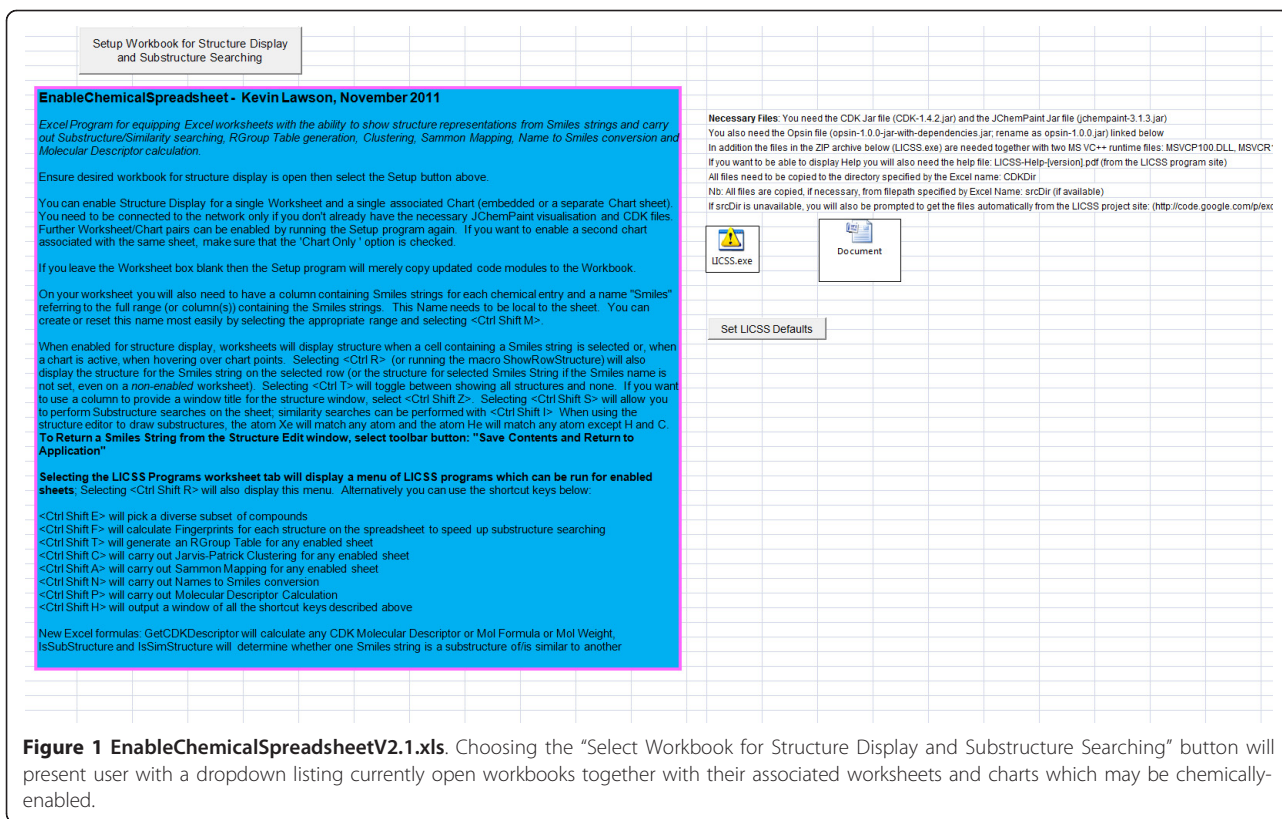 Setup Workbook for Structure Display
and Substructure Searching
EnableChemicalSpreadsheet - Kevin Lawson, November 2011
Excel Program for equipping Excel worksheets with the ability to show structure representations from Smiles strings and carry
out Substructure/Similarity searching, RGroup Table generation, Clustering, Sammon Mapping, Name to Smiles conversion and
Molecular Descriptor calculation.
Ensure desired workbook for structure display is open then select the Setup button above.
You can enable Structure Display for a single Worksheet and a single associated Chart (embedded or a separate Chart sheet).
You need to be connected to the network only if you don't already have the necessary JChemPaint visualisation and CDK files.
Further Worksheet/Chart pairs can be enabled by running the Setup program again. If you want to enable a second chart
associated with the same sheet, make sure that the 'Chart Only ' option is checked.
If you leave the Worksheet box blank then the Setup program will merely copy updated code modules to the Workbook.
On your worksheet you will also need to have a column containing Smiles strings for each chemical entry and a name "Smiles"
referring to the full range (or column(s)) containing the Smiles strings. This Name needs to be local to the sheet. You can
create or reset this name most easily by selecting the appropriate range and selecting <Ctrl Shift M>.
When enabled for structure display, worksheets will display structure when a cell containing a Smiles string is selected or, when
a chart is active, when hovering over chart points. Selecting <Ctrl R> (or running the macro ShowRowStructure) will also
display the structure for the Smiles string on the selected row (or the structure for selected Smiles String if the Smiles name is
not set, even on a non-enabled worksheet). Selecting <Ctrl T> will toggle between showing all structures and none. If you want
to use a column to provide a window title for the structure window, select <Ctrl Shift Z>. Selecting <Ctrl Shift S> will allow you
to perform Substructure searches on the sheet; similarity searches can be performed with <Ctrl Shift I> When using the
structure editor to draw substructures, the atom Xe will match any atom and the atom He will match any atom except H and C.
To Return a Smiles String from the Structure Edit window, select toolbar button: "Save Contents and Return to
Application"
Selecting the LICSS Programs worksheet tab will display a menu of LICSS programs which can be run for enabled
sheets; Selecting <Ctrl Shift R> will also display this menu. Alternatively you can use the shortcut keys below:
<Ctrl Shift E> will pick a diverse subset of compounds
<Ctrl Shift F> will calculate Fingerprints for each structure on the spreadsheet to speed up substructure searching
<Ctrl Shift T> will generate an RGroup Table for any enabled sheet
<Ctrl Shift C> will carry out Jarvis-Patrick Clustering for any enabled sheet
<Ctrl Shift A> will carry out Sammon Mapping for any enabled sheet
<Ctrl Shift N> will carry out Names to Smiles conversion
<Ctrl Shift P> will carry out Molecular Descriptor Calculation
<Ctrl Shift H> will output a window of all the shortcut keys described above
New Excel formulas: GetCDKDescriptor will calculate any CDK Molecular Descriptor or Mol Formula or Mol Weight,
IsSubStructure and IsSimStructure will determine whether one Smiles string is a substructure of/is similar to another
Necessary Files: You need the CDK Jar file (CDK-1.4.2.jar) and the JChemPaint Jar file (jchempaint-3.1.3.jar)
You also need the Opsin file (opsin-1.0.0-jar-with-dependencies.jar; rename as opsin-1.0.0.jar) linked below
In addition the files in the ZIP archive below (LICSS.exe) are needed together with two MS VC++ runtime files: MSVCP100.DLL, MSVCR1
If you want to be able to display Help you will also need the help file: LICSS-Help-[version].pdf (from the LICSS program site)
All files need to be copied to the directory specified by the Excel name: CDKDir
Nb: All files are copied, if necessary, from filepath specified by Excel Name: srcDir (if available)
If srcDir is unavailable, you will also be prompted to get the files automatically from the LICSS project site: (http://code.google.com/p/exc
LICSS.exe
Document
Set LICSS Defaults
Figure 1 EnableChemicalSpreadsheetV2.1.xls. Choosing the “Select Workbook for Structure Display and Substructure Searching” button will
present user with a dropdown listing currently open workbooks together with their associated worksheets and charts which may be chemically-
enabled.